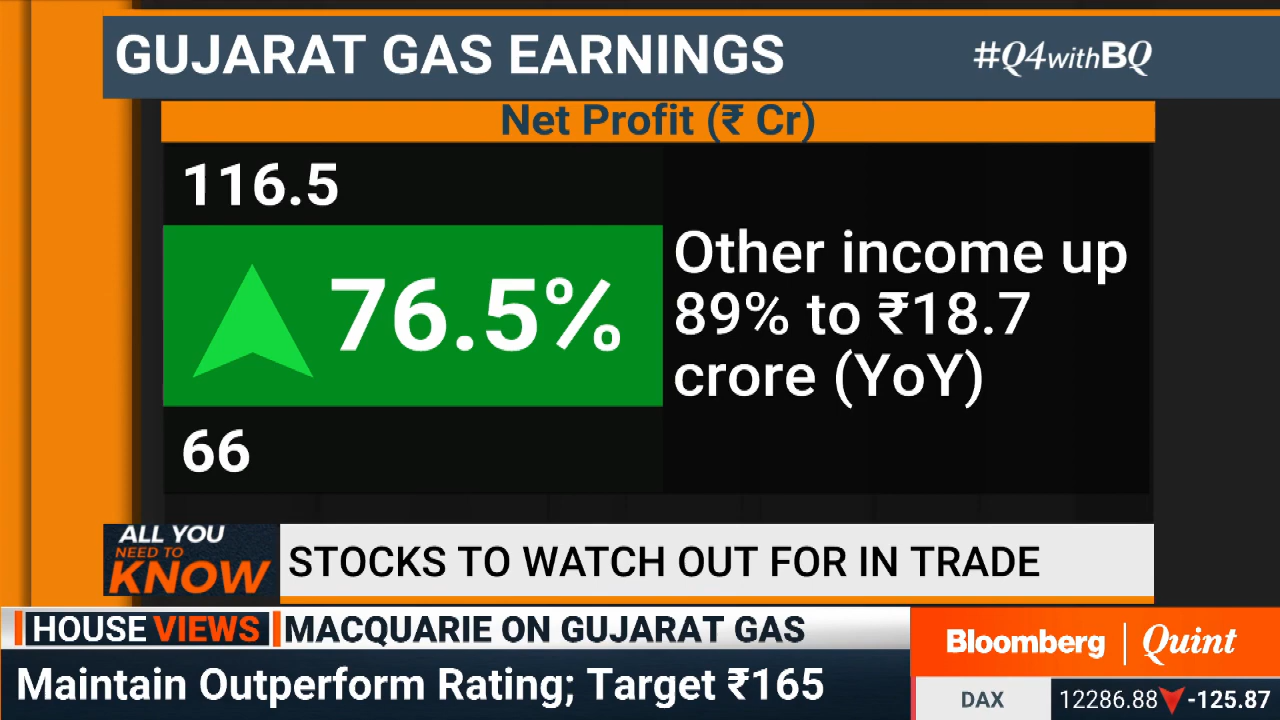 GUJARAT GAS EARNINGS
#Q4withBQ
Net Profit (₹ Cr)
116.5
76.5%
66
Other income up
89% to ₹18.7
crore (YoY)
ALL YOU
NEED TO
KNOW
STOCKS TO WATCH OUT FOR IN TRADE
HOUSE VIEWS
MACQUARIE ON GUJARAT GAS
Maintain Outperform Rating; Target ₹165
Bloomberg | Quint
DAX
12286.88 -125.87